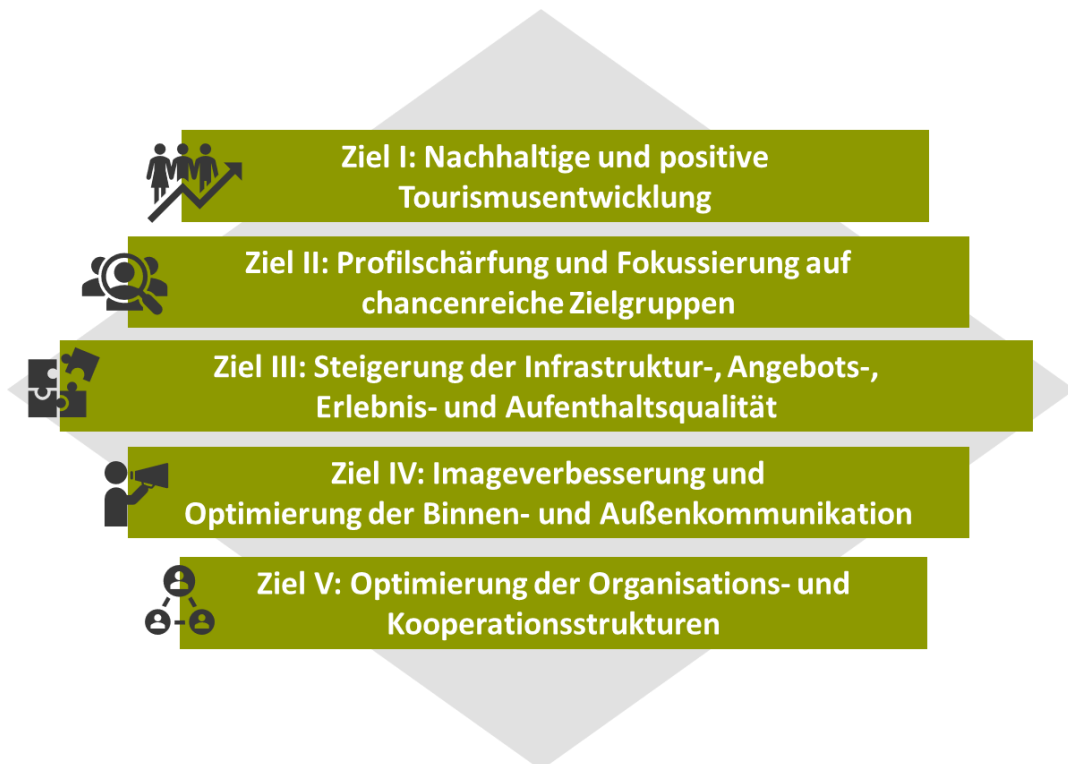 Ziel I: Nachhaltige und positive
Tourismusentwicklung
Ziel II: Profilschärfung und Fokussierung auf
chancenreiche Zielgruppen
Ziel III: Steigerung der Infrastruktur-, Angebots-,
Erlebnis- und Aufenthaltsqualität
Ziel IV: Imageverbesserung und
Optimierung der Binnen- und Außenkommunikation
Ziel V: Optimierung der Organisations- und
Kooperationsstrukturen